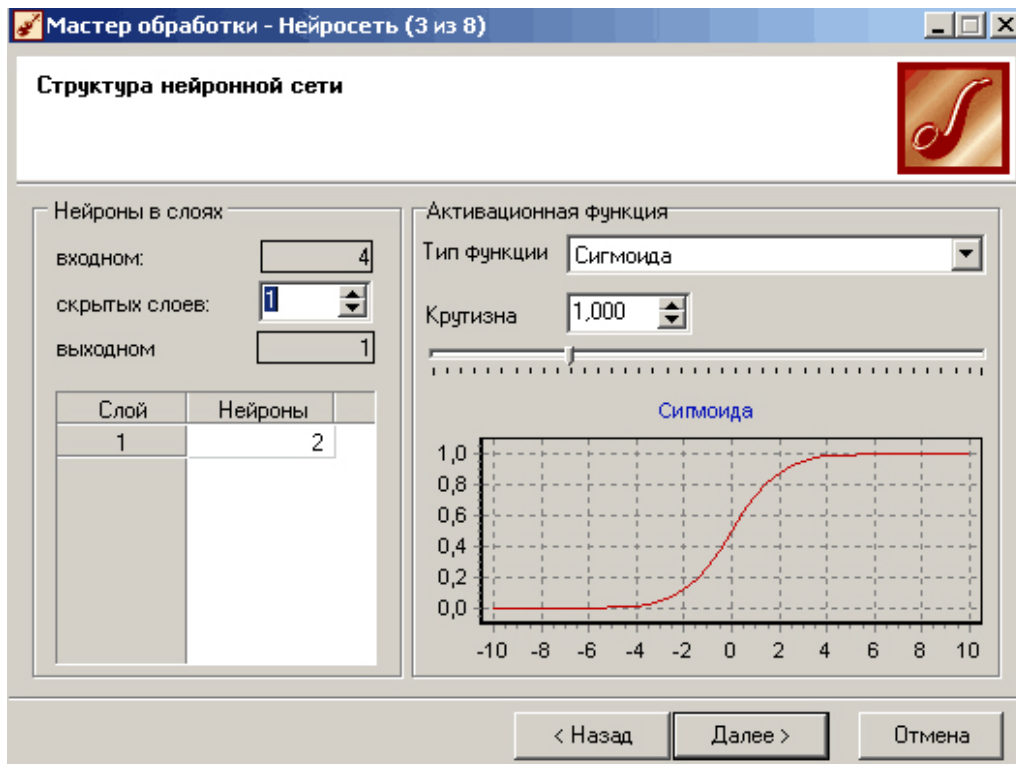 Мастер обработки - Нейросеть (3 из 8)
Структура нейронной сети
Нейроны в слоях
входном: 4
скрытых слоев: 1
выходном 1
Слой Нейроны
1 2
Активационная функция
Тип функции Сигмоида
Крутизна 1,000
Сигмоида
1,0
0,8
0,6
0,4
0,2
0,0
-10 -8 -6 -4 -2 0 2 4 6 8 10
< Назад Далее > Отмена